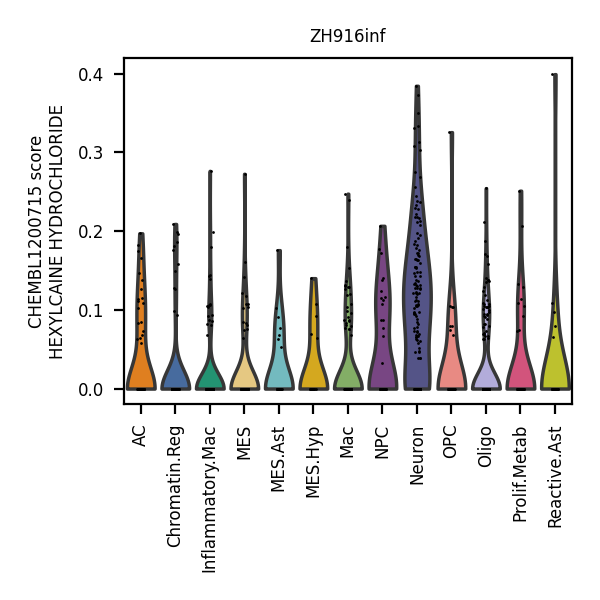 ZH916inf
CHEMBL1200715 score
HEXYLCAINE HYDROCHLORIDE
0.4
0.3
0.2
0.1
0.0
AC
Chromatin.Reg
Inflammatory.Mac
MES
MES.Ast
MES.Hyp
Mac
NPC
Neuron
OPC
Oligo
Prolif.Metab
Reactive.Ast